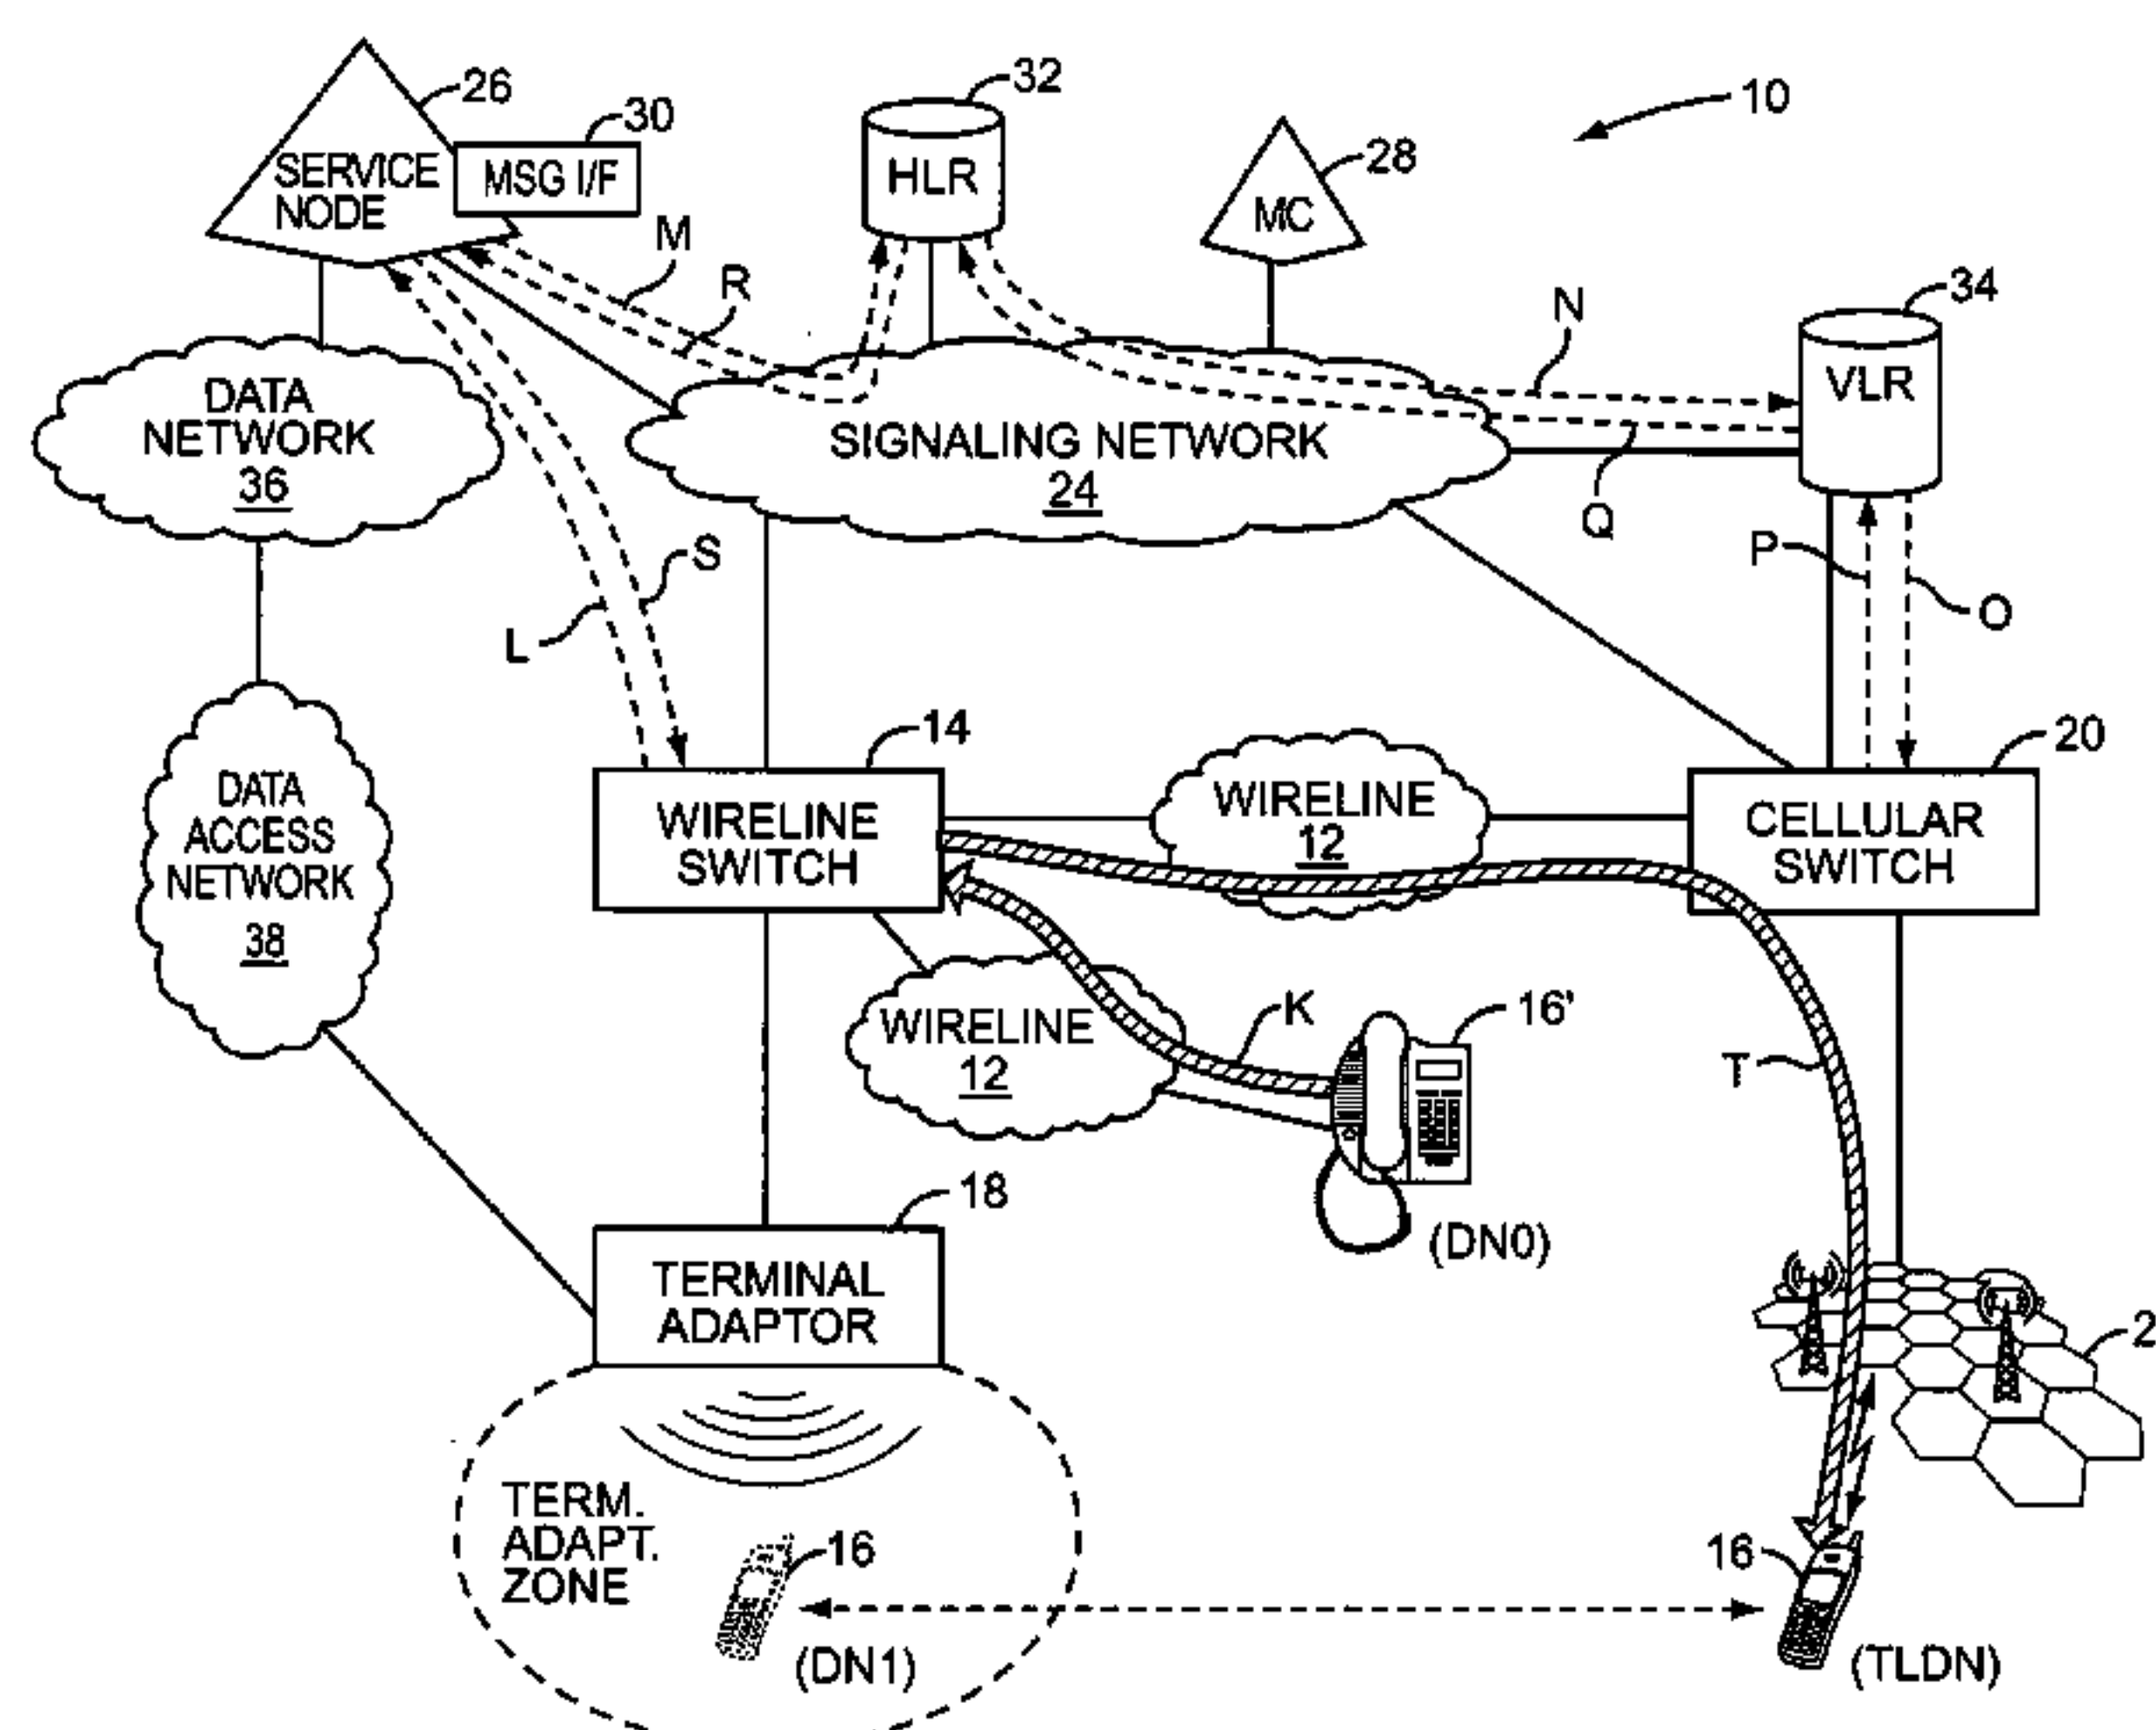 26
32
10
30
28
SERVICE
NODE
MSG I/F
HLR
MC
M
R
N
34
VLR
DATA
NETWORK
36
SIGNALING NETWORK
24
Q
P
O
S
L
14
20
DATA
ACCESS
NETWORK
38
WIRELINE
SWITCH
WIRELINE
12
CELLULAR
SWITCH
WIRELINE
12
K
16'
T
18
(DN0)
TERMINAL
ADAPTOR
2
TERM.
ADAPT.
ZONE
16
16
(DN1)
(TLDN)